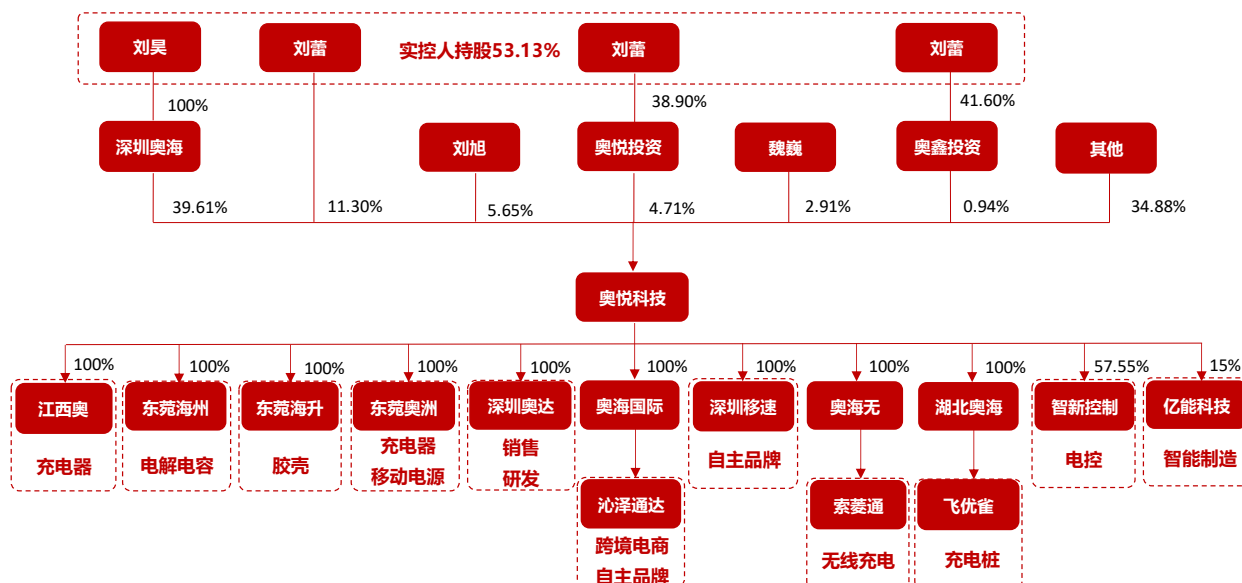 刘昊
刘蕾
实控人持股53.13%
刘蕾
刘蕾
100%
38.90%
41.60%
深圳奥海
刘旭
奥悦投资
魏巍
奥鑫投资
其他
39.61%
11.30%
5.65%
4.71%
2.91%
0.94%
34.88%
奥悦科技
100%
100%
100%
100%
100%
100%
100%
100%
100%
57.55%
15%
江西奥
东莞海州
东莞海升
东莞奥洲
深圳奥达
奥海国际
深圳移速
奥海无
湖北奥海
智新控制
亿能科技
充电器
电解电容
胶壳
充电器
移动电源
销售
研发
自主品牌
电控
智能制造
沁泽通达
索菱通
飞优雀
跨境电商
自主品牌
无线充电
充电桩